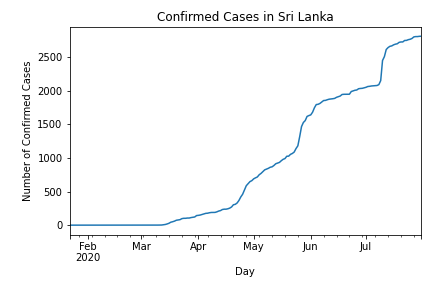 Confirmed Cases in Sri Lanka
Number of Confirmed Cases
2500
2000
1500
1000
500
0
Feb Mar Apr May Jun Jul
2020
Day